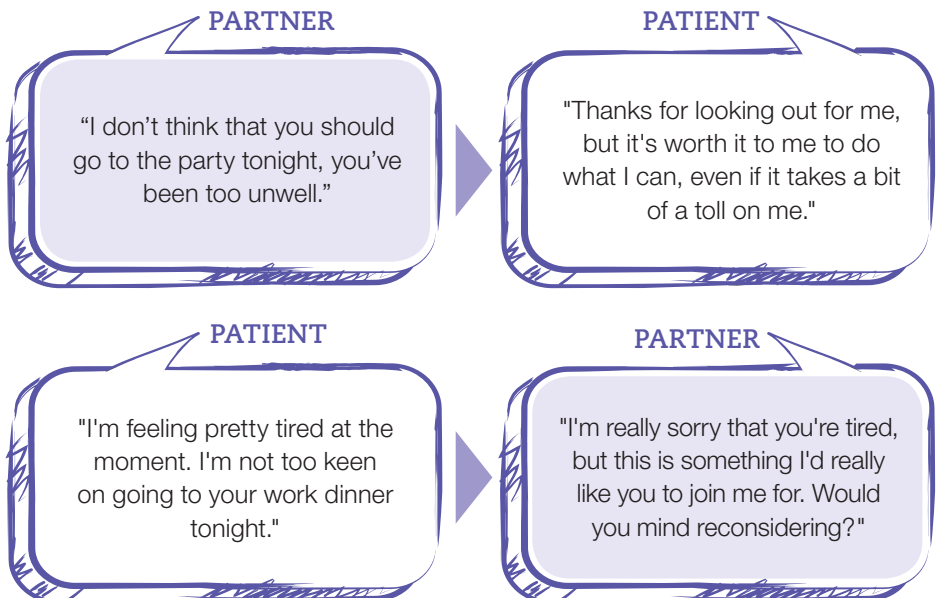 PARTNER
“I don’t think that you should
go to the party tonight, you’ve
been too unwell.”
PATIENT
"Thanks for looking out for me,
but it's worth it to me to do
what I can, even if it takes a bit
of a toll on me."
PATIENT
"I'm feeling pretty tired at the
moment. I'm not too keen
on going to your work dinner
tonight."
PARTNER
"I'm really sorry that you're tired,
but this is something I'd really
like you to join me for. Would
you mind reconsidering?"